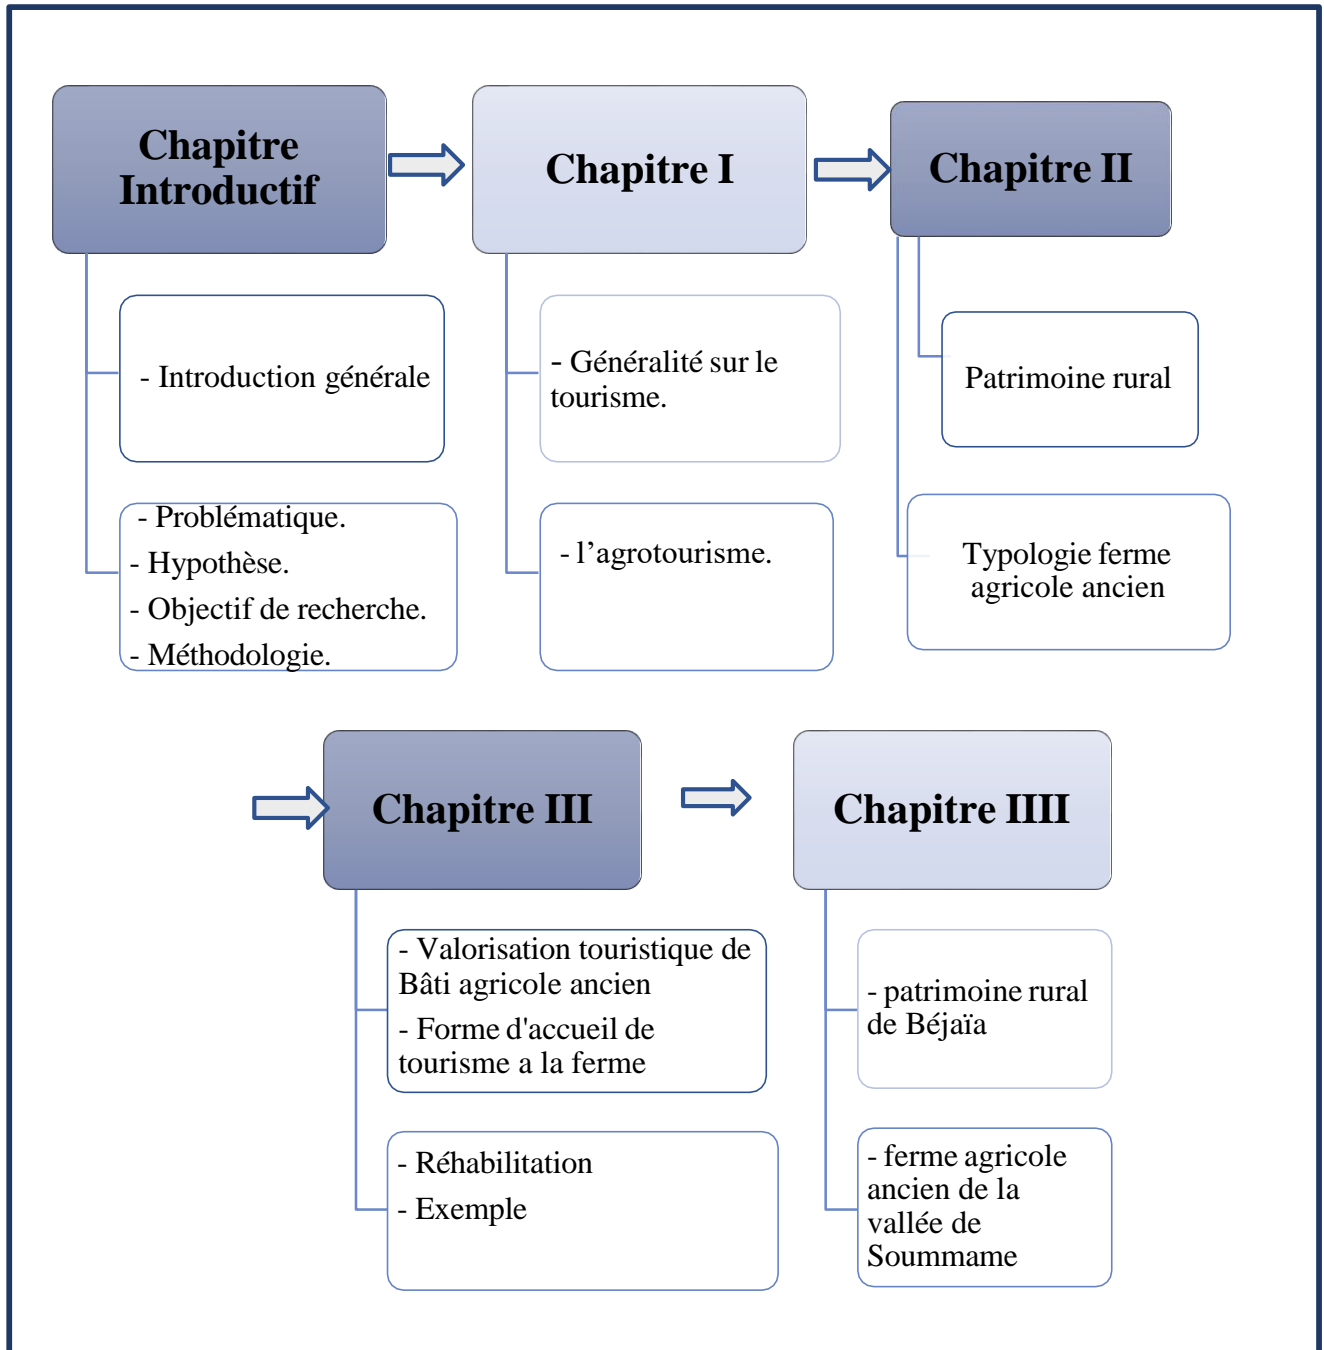 Chapitre
Introductif
- Introduction générale
- Problématique.
- Hypothèse.
- Objectif de recherche.
- Méthodologie.
Chapitre I
- Généralité sur le
tourisme.
- l’agrotourisme.
Chapitre II
Patrimoine rural
Typologie ferme
agricole ancien
Chapitre III
- Valorisation touristique de
Bâti agricole ancien
- Forme d'accueil de
tourisme a la ferme
- Réhabilitation
- Exemple
Chapitre IIII
- patrimoine rural
de Béjaïa
- ferme agricole
ancien de la
vallée de
Soummame